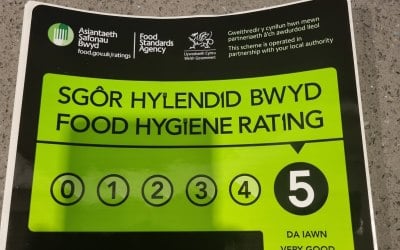 Asiantaeth
Safonau
Bwyd
food.gov.uk/ratings
Food
Standards
Agency
Llywodraeth Cymru
Welsh Government
Gweithredir y cynllun hwn mewn
partneriaeth â'ch awdurdod lleol
This scheme is operated in
partnership with your local authority
SGÔR HYLENDID BWYD
FOOD HYGIENE RATING
0 1 2 3 4 5
DA IAWN
VERY GOOD